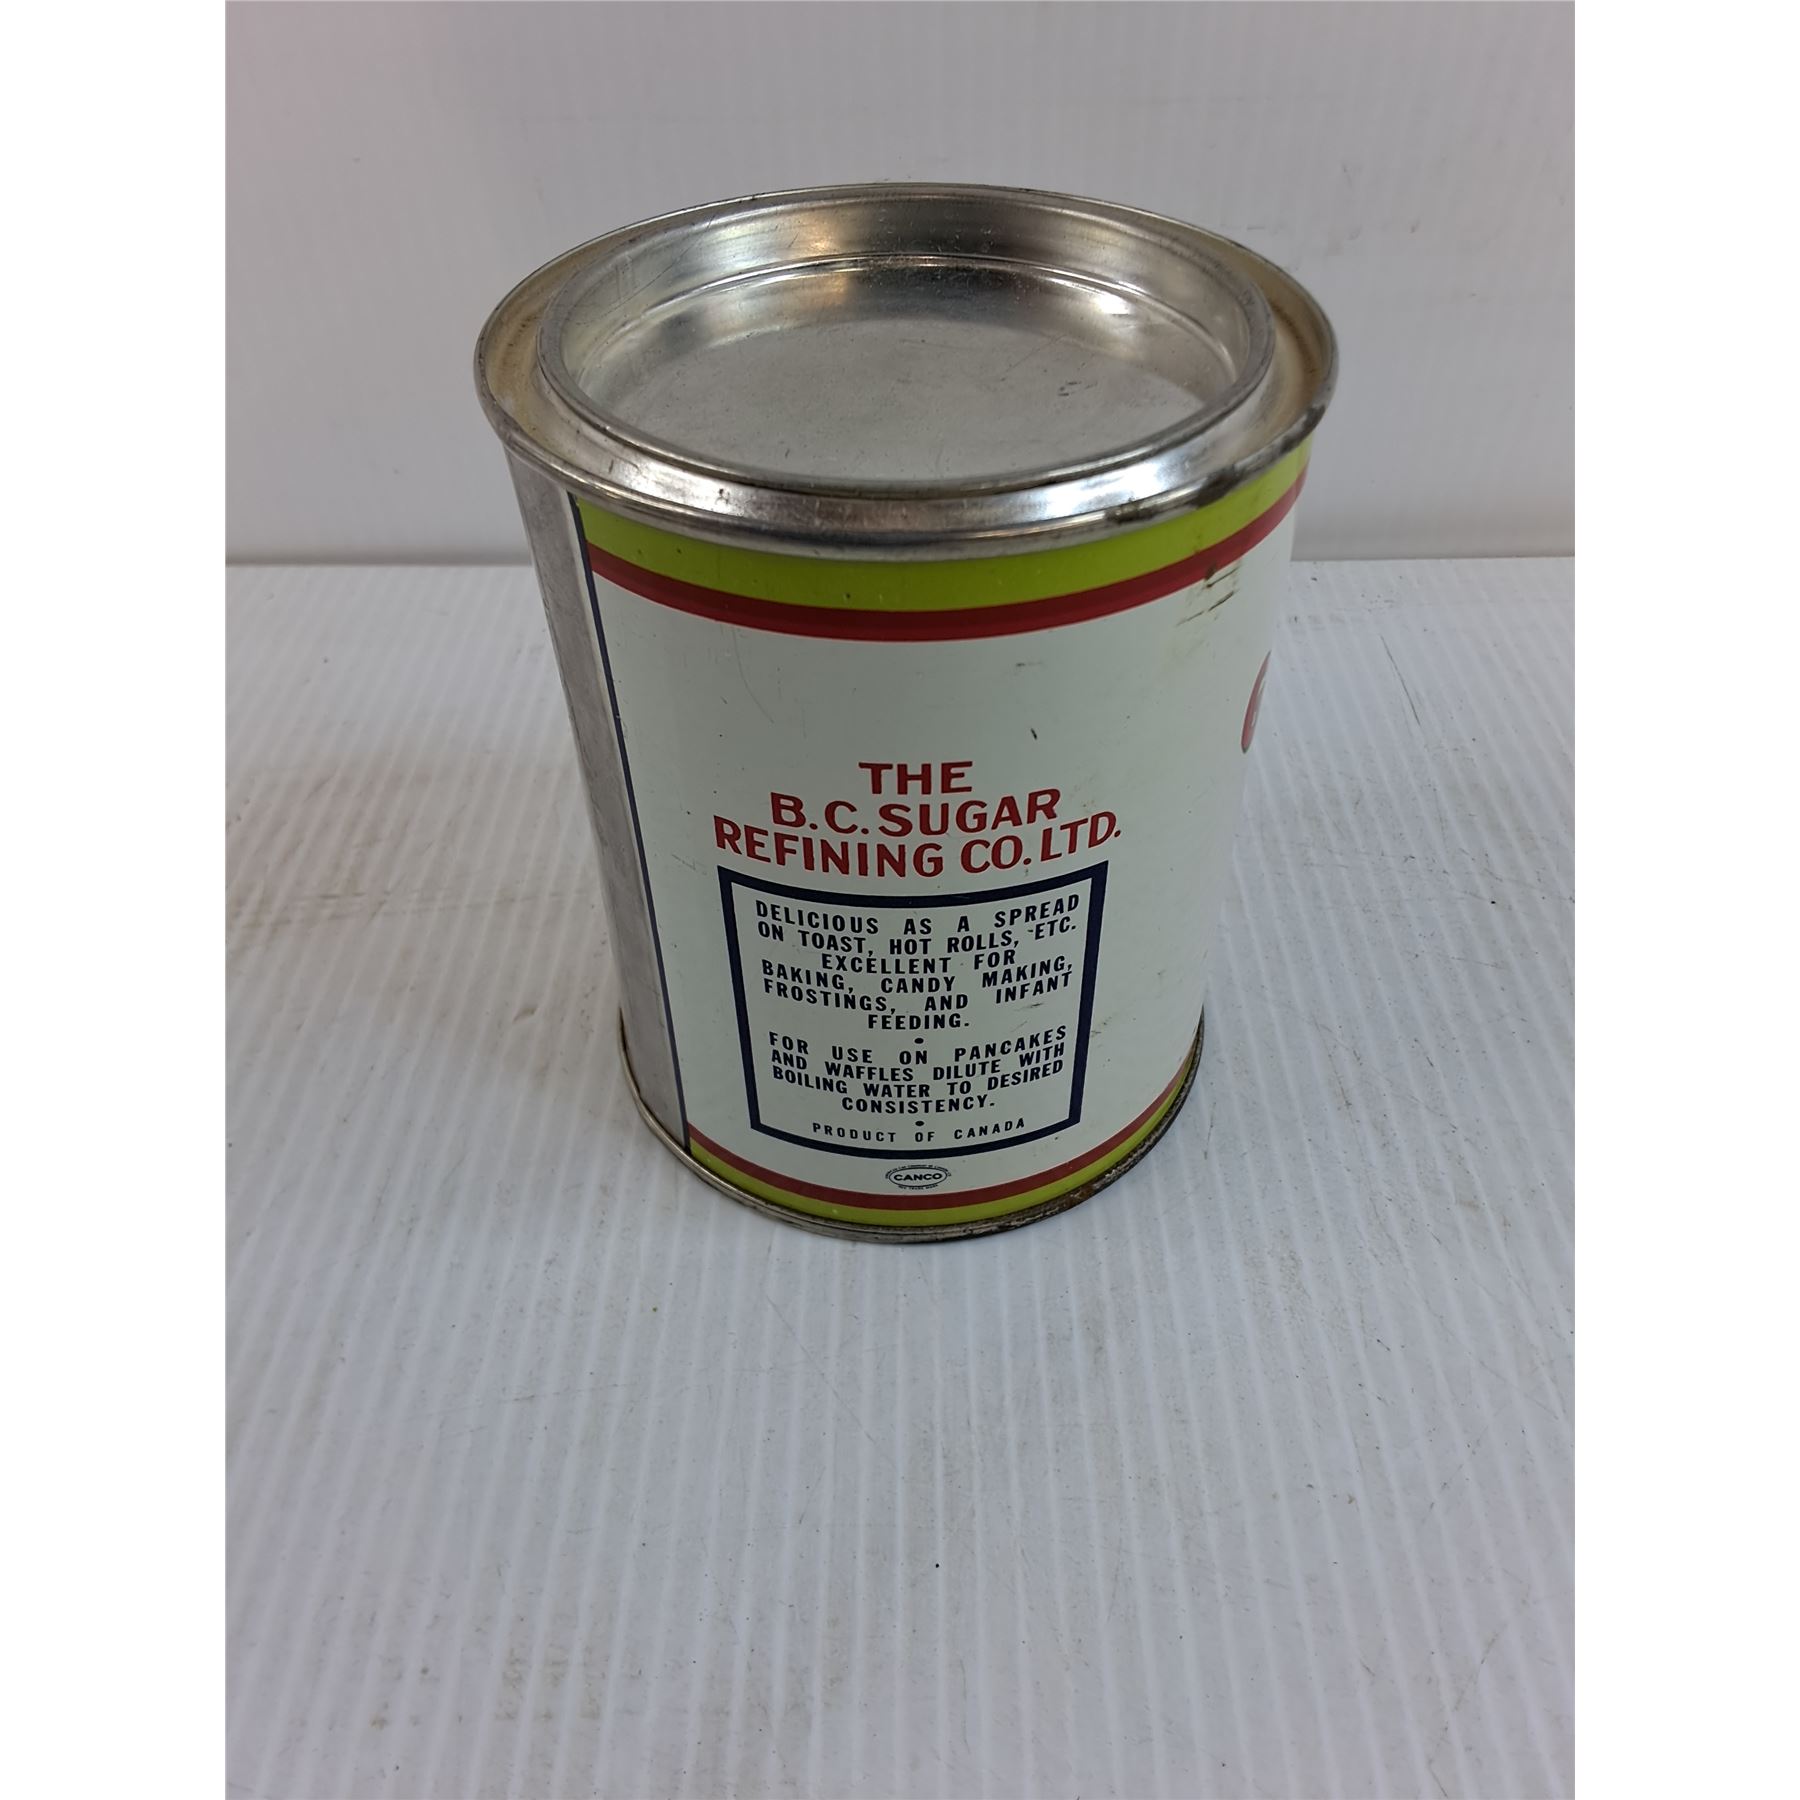 THE
B.C. SUGAR
REFINING CO. LTD.
DELICIOUS AS A SPREAD
ON TOAST, HOT ROLLS, ETC.
EXCELLENT FOR
BAKING, CANDY MAKING,
FROSTINGS, AND INFANT
FEEDING.
•
FOR USE ON PANCAKES
AND WAFFLES DILUTE WITH
BOILING WATER TO DESIRED
CONSISTENCY.
•
PRODUCT OF CANADA
CANCO